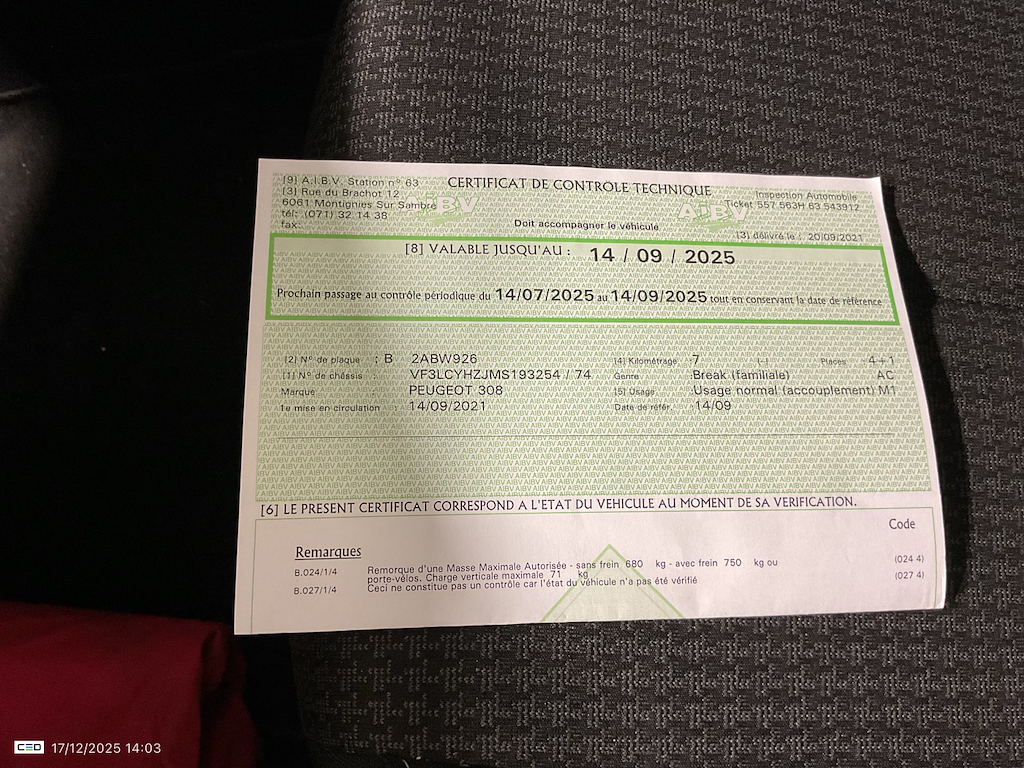 [9] A.I.B.V. Station n° 63
CERTIFICAT DE CONTRÔLE TECHNIQUE
Inspection Automobile
[3] Rue du Brachot 12
AIBV
AIBV
Ticket 557 563H 63 543912
6061 Montignies Sur Sambre
tél: (071) 32 14 38
Doit accompagner le véhicule
fax:
[3] délivré le : 20/09/2021
[8] VALABLE JUSQU'AU : 14 / 09 / 2025
Prochain passage au contrôle périodique du 14/07/2025 au 14/09/2025 tout en conservant la date de référence
[2] N° de plaque : B 2ABW926
[4] Kilométrage :7 (-) Places :4+1
[1] N° de châssis : VF3LCYHZJMS193254 / 74
Genre : Break (familiale) AC
Marque : PEUGEOT 308
[5] Usage : Usage normal (accouplement) M1
1e mise en circulation : 14/09/2021
Date de référ. :14/09
[6] LE PRESENT CERTIFICAT CORRESPOND A L'ETAT DU VEHICULE AU MOMENT DE SA VERIFICATION.
Code
Remarques
B.024/1/4 Remorque d'une Masse Maximale Autorisée - sans frein 680 kg - avec frein 750 kg ou (024 4)
porte-vélos. Charge verticale maximale 71 kg
B.027/1/4 Ceci ne constitue pas un contrôle car l'état du véhicule n'a pas été vérifié (027 4)
CEO 17/12/2025 14:03